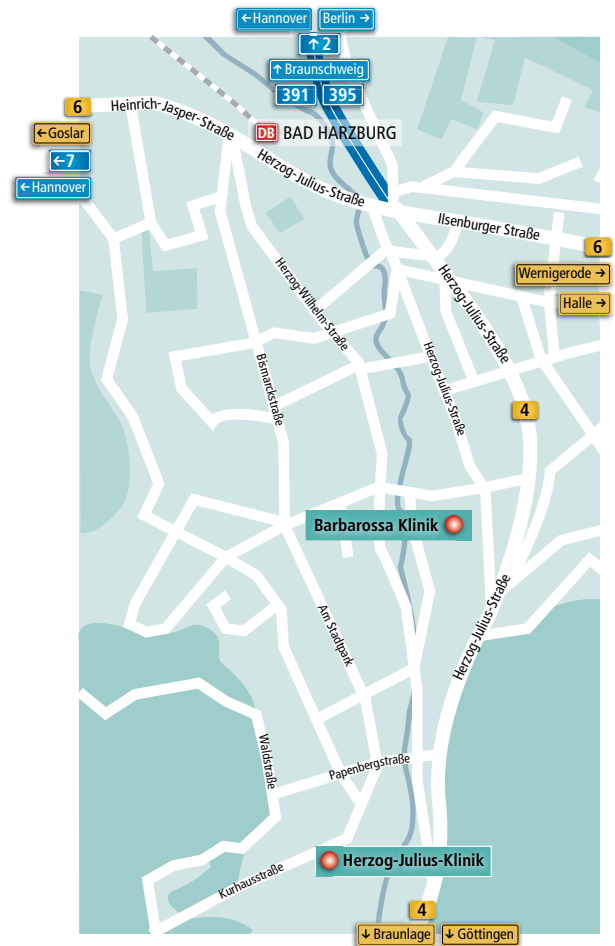 ←Hannover
Berlin →
↑ 2
↑ Braunschweig
391
395
6
Heinrich-Jasper-Straße
←Goslar
←7
←Hannover
DB BAD HARZBURG
Herzog-Julius-Straße
Ilsenburger Straße
6
Wernigerode →
Halle →
Herzog-Wilhelm-Straße
Herzog-Julius-Straße
Herzog-Julius-Straße
Bismarckstraße
4
Barbarossa Klinik
Am Stadtpark
Herzog-Julius-Straße
Waldstraße
Papenbergstraße
Herzog-Julius-Klinik
Kurhausstraße
4
↓ Braunlage
↓ Göttingen